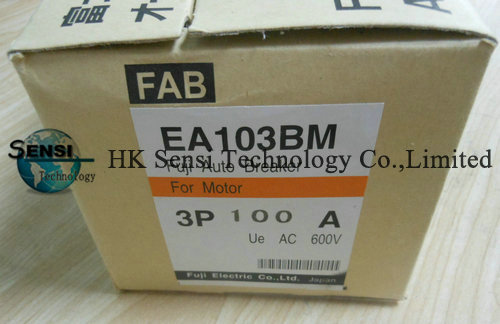 FAB
EA103BM
Fuji Auto Breaker
For Motor
3P 100 A
Ue AC 600V
Fuji Electric Co.,Ltd. Japan
SENSI
Technology
HK Sensi Technology Co.,Limited